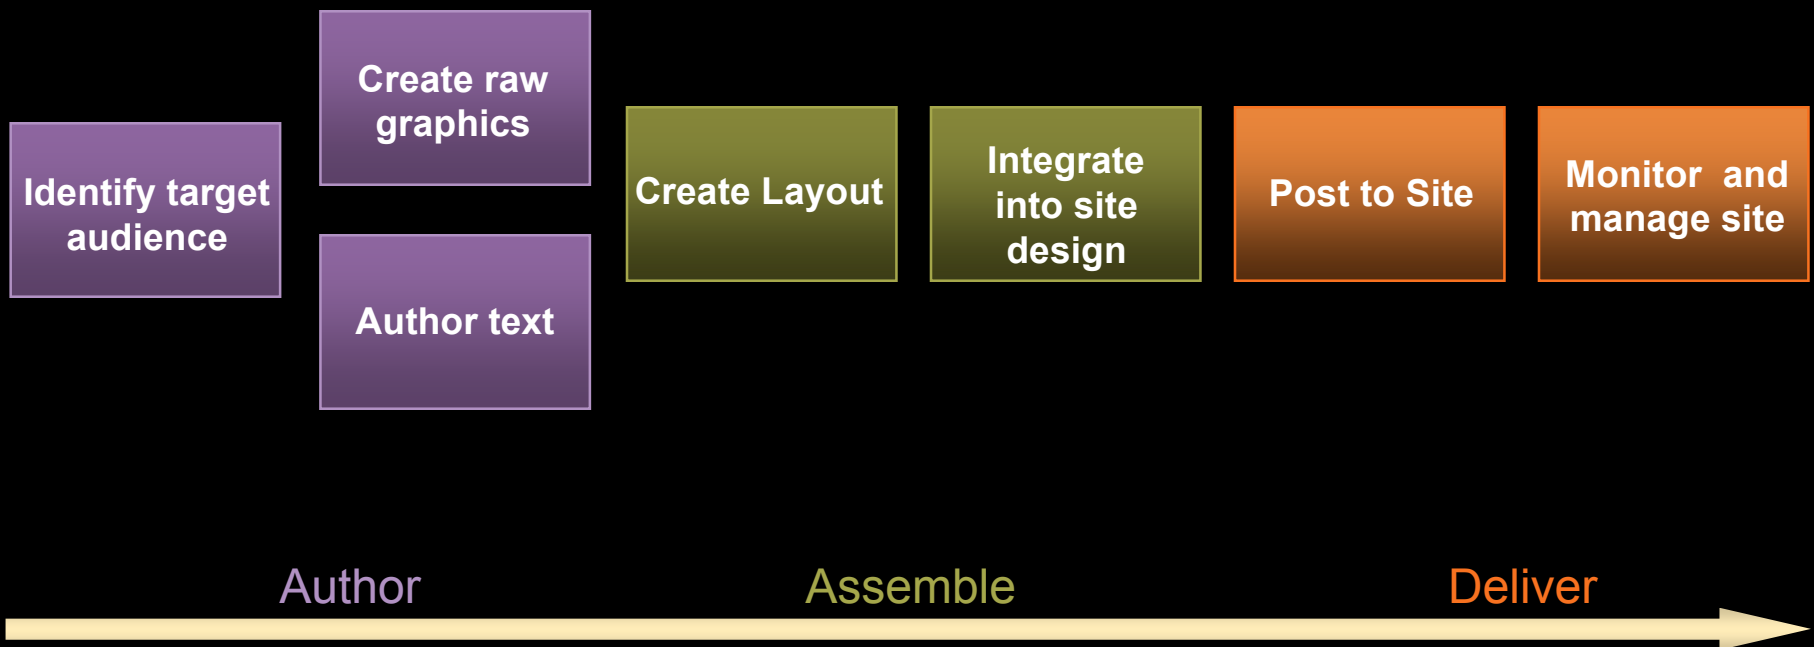 Identify target
audience
Create raw
graphics
Author text
Create Layout
Integrate
into site
design
Post to Site
Monitor  and
manage site
Author
Assemble
Deliver